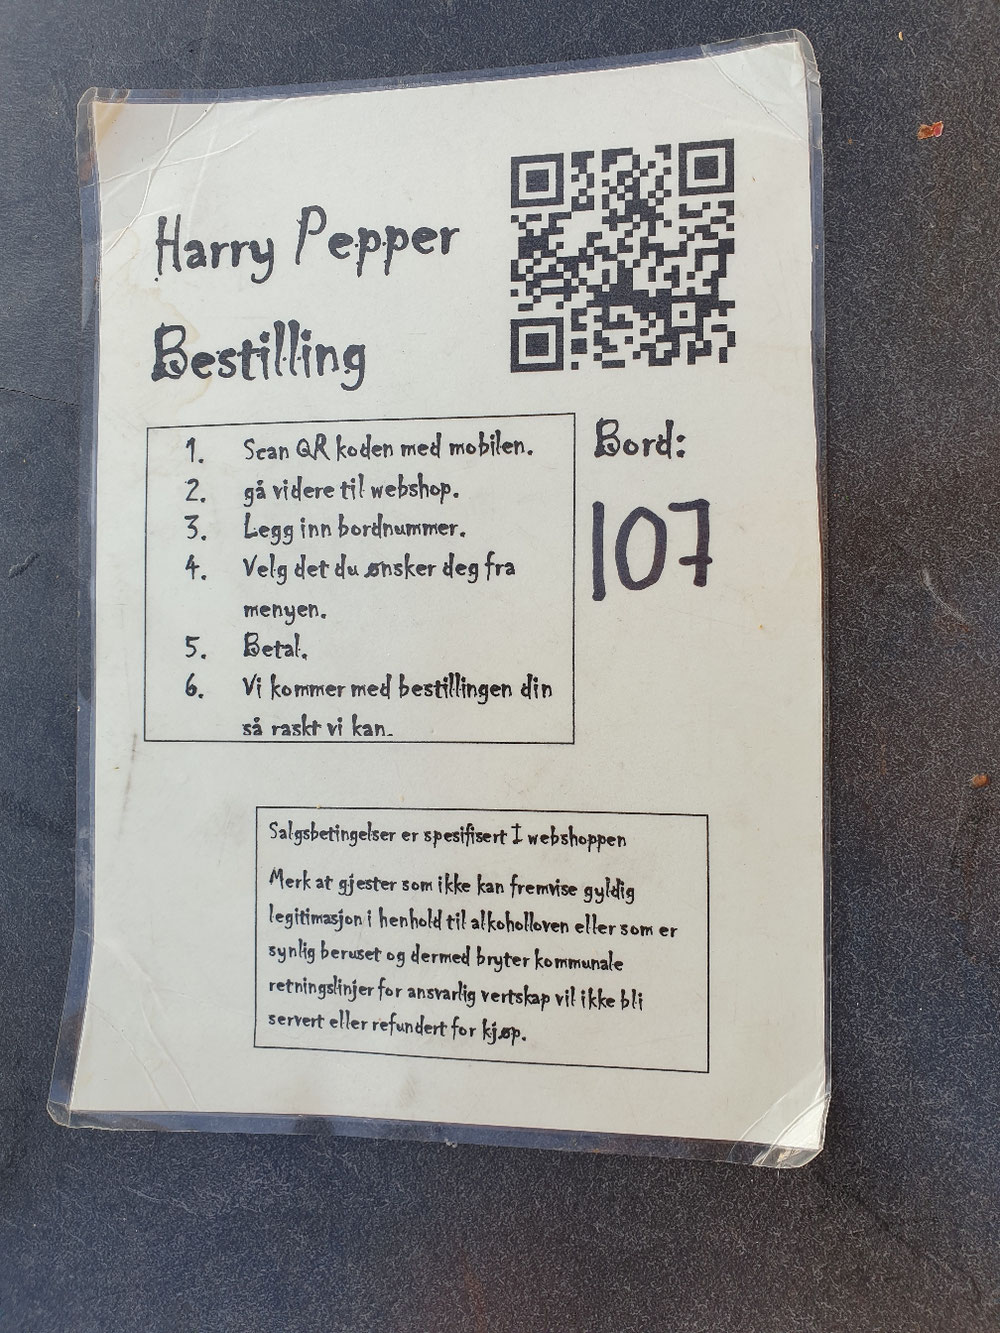 Harry Pepper
Bestilling
1. Scan QR koden med mobilen.
2. gå videre til webshop.
3. Legg inn bordnummer.
4. Velg det du ønsker deg fra
menyen.
5. Betal.
6. Vi kommer med bestillingen din
så raskt vi kan.
Bord:
107
Salgsbetingelser er spesifisert I webshoppen
Merk at gjester som ikke kan fremvise gyldig
legitimasjon i henhold til alkoholloven eller som er
synlig beruset og dermed bryter kommunale
retningslinjer for ansvarlig vertskap vil ikke bli
servert eller refundert for kjøp.